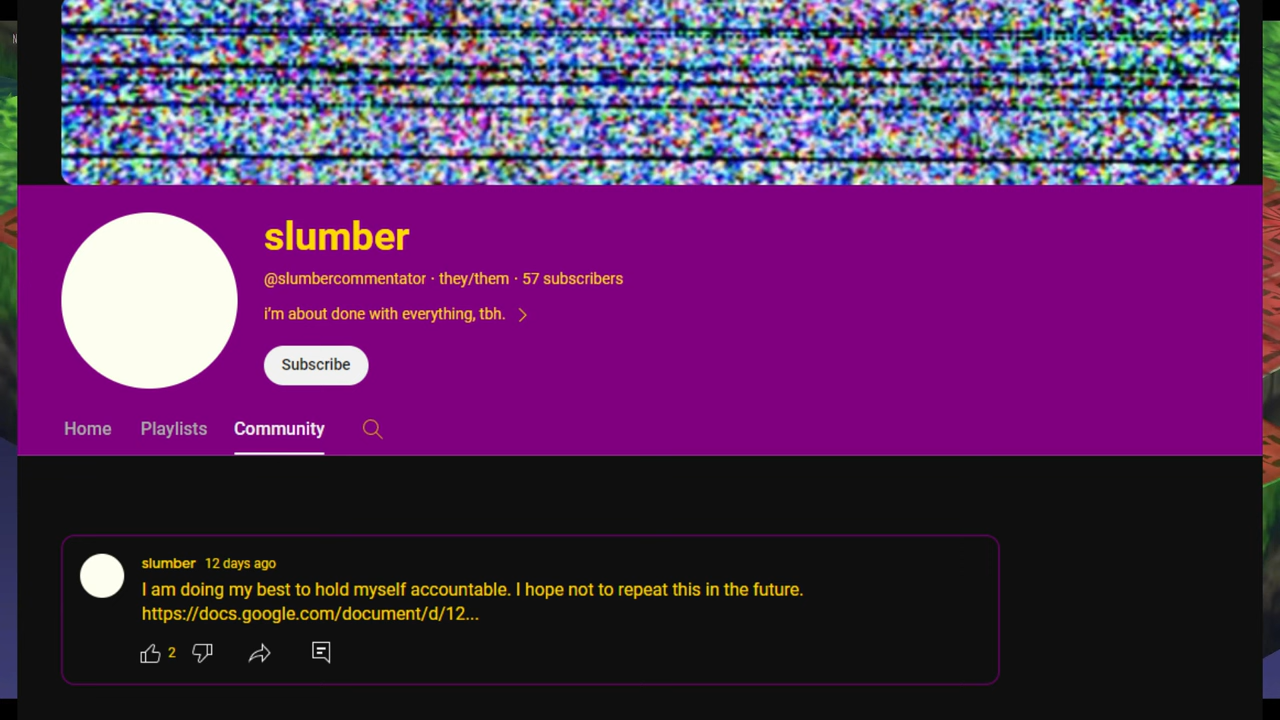 slumber
@slumbercommentator · they/them · 57 subscribers
i'm about done with everything, tbh.
Subscribe
Home Playlists Community
slumber 12 days ago
I am doing my best to hold myself accountable. I hope not to repeat this in the future.
https://docs.google.com/document/d/12...
2